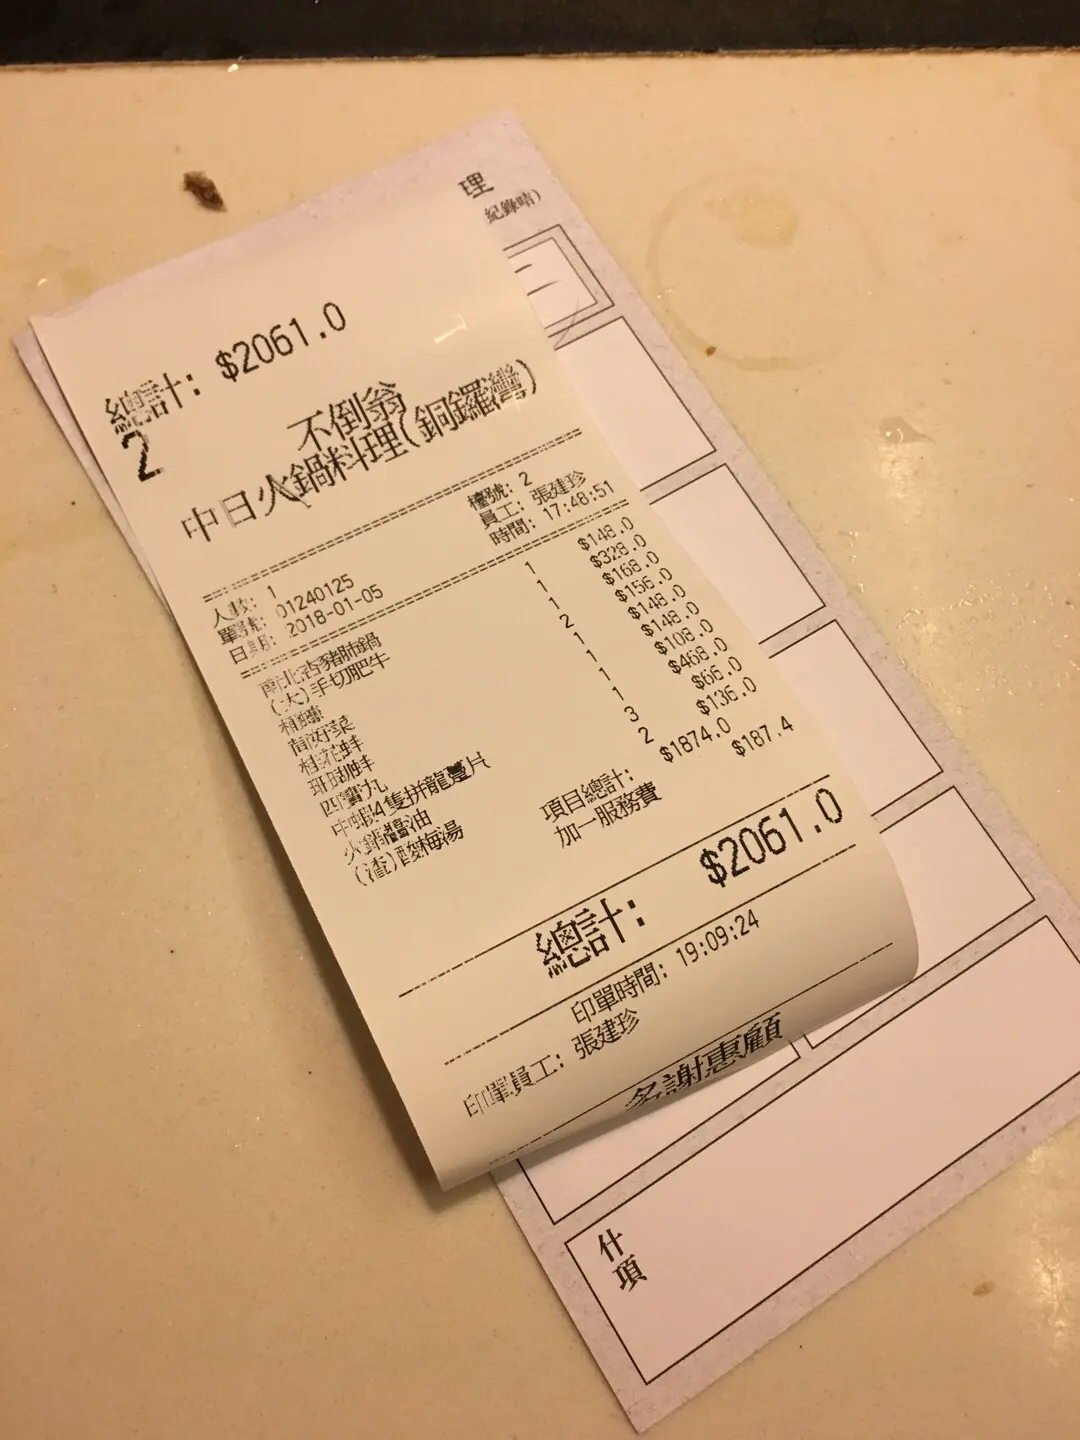 理
紀錄唔)
總計: $2061.0
2
不倒翁
中日火鍋料理(銅鑼灣)
檯號: 2
人數: 1
員工: 張建珍
單號: 01240125
時間: 17:48:51
日期: 2018-01-05
南北杏豬肺鍋 1 $148.0
(大)手切肥牛 1 $328.0
1 $168.0
2 $156.0
桂花蚌 1 $148.0
斑瑚蚌 1 $148.0
四寶丸 1 $108.0
中蝦4隻拼龍躉片 1 $468.0
火鍋醬油 3 $66.0
(渣)酸梅湯 2 $136.0
項目總計: $1874.0
加一服務費 $187.4
總計: $2061.0
印單時間: 19:09:24
印單員工: 張建珍
多謝惠顧
什項